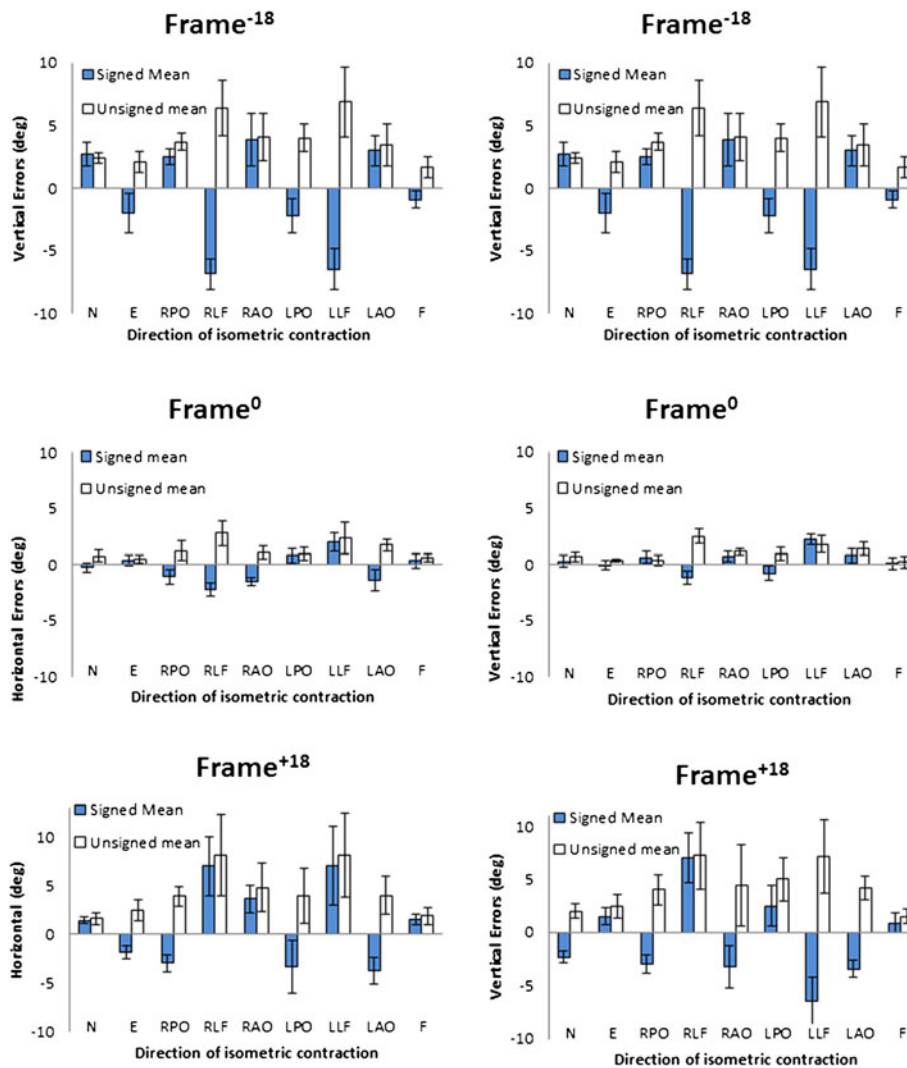 Frame-18
Signed Mean
Unsigned mean
Vertical Errors (deg)
10
5
0
-5
-10
N E RPO RLF RAO LPO LLF LAO F
Direction of isometric contraction
Frame-18
Signed Mean
Unsigned mean
Vertical Errors (deg)
10
5
0
-5
-10
N E RPO RLF RAO LPO LLF LAO F
Direction of isometric contraction
Frame0
Signed mean
Unsigned mean
Horizontal Errors (deg)
10
5
0
-5
-10
N E RPO RLF RAO LPO LLF LAO F
Direction of isometric contraction
Frame0
Signed mean
Unsigned mean
Vertical Errors (deg)
10
5
0
-5
-10
N E RPO RLF RAO LPO LLF LAO F
Direction of isometric contraction
Frame+18
Signed Mean
Unsigned mean
Horizontal (deg)
10
5
0
-5
-10
N E RPO RLF RAO LPO LLF LAO F
Direction of isometric contraction
Frame+18
Signed Mean
Unsigned mean
Vertical Errors (deg)
10
5
0
-5
-10
N E RPO RLF RAO LPO LLF LAO F
Direction of isometric contraction